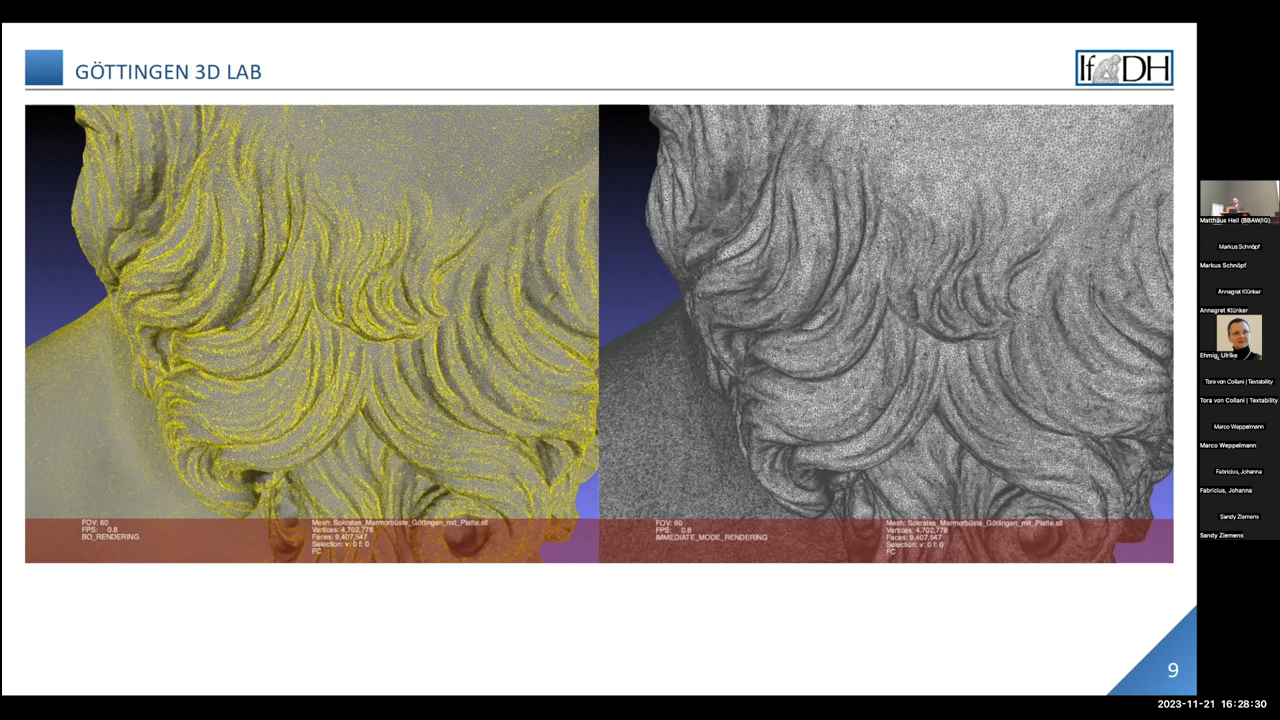 GÖTTINGEN 3D LAB
If DH
FOV: 60
FPS: 0.8
BO_RENDERING
Mesh: Sokrates_Marmorbüste_Göttingen_mit_Platte.stl
Vertices: 4,702,778
Faces: 9,407,547
Selection: v: 0 f: 0
FC
FOV: 60
FPS: 0.6
IMMEDIATE_MODE_RENDERING
Mesh: Sokrates_Marmorbüste_Göttingen_mit_Platte.stl
Vertices: 4,702,778
Faces: 9,407,547
Selection: v: 0 f: 0
FC
9
Matthäus Heil (BBAW/IG)
Markus Schnöpf
Markus Schnöpf
Annegret Klünker
Annegret Klünker
Ehmig, Ulrike
Tora von Collani | Textability
Tora von Collani | Textability
Marco Weppelmann
Marco Weppelmann
Fabricius, Johanna
Fabricius, Johanna
Sandy Ziemens
Sandy Ziemens
2023-11-21 16:28:30